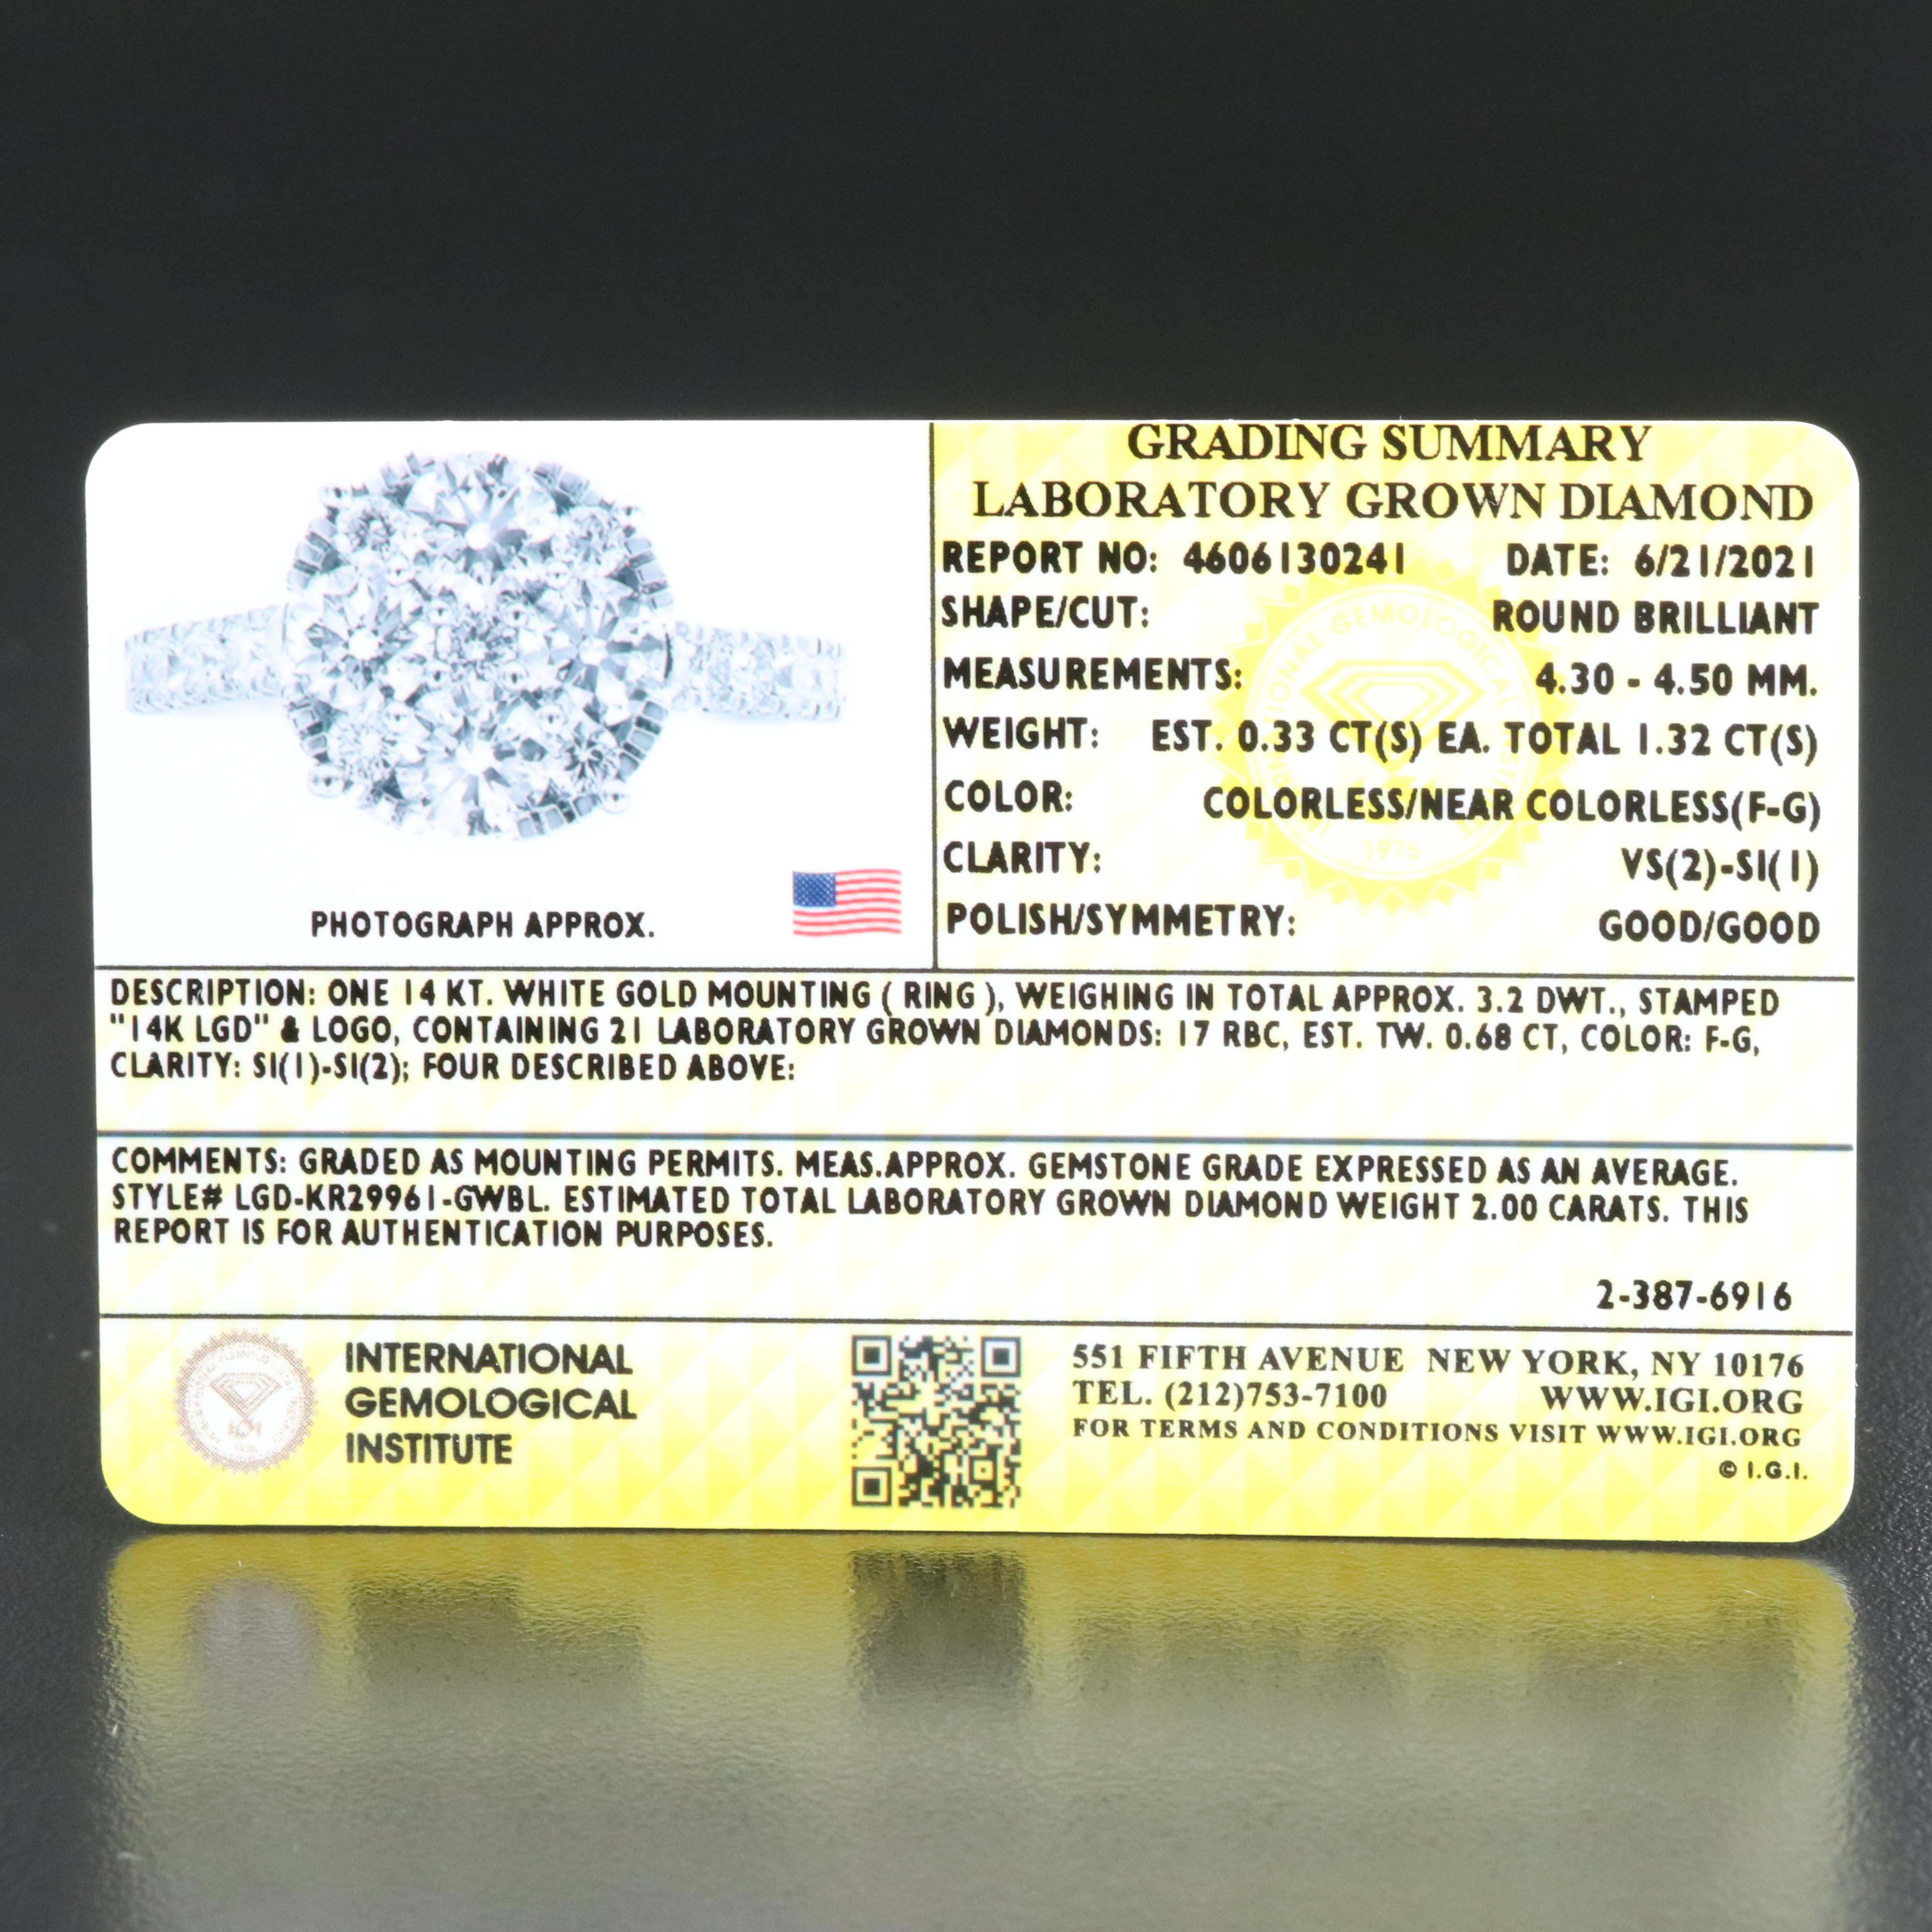 GRADING SUMMARY
LABORATORY GROWN DIAMOND
REPORT NO: 4606130241 DATE: 6/21/2021
SHAPE/CUT: ROUND BRILLIANT
MEASUREMENTS: 4.30 - 4.50 MM.
WEIGHT: EST. 0.33 CT(S) EA. TOTAL 1.32 CT(S)
COLOR: COLORLESS/NEAR COLORLESS(F-G)
CLARITY: VS(2)-SI(1)
POLISH/SYMMETRY: GOOD/GOOD
1975
PHOTOGRAPH APPROX.
DESCRIPTION: ONE 14 KT. WHITE GOLD MOUNTING ( RING ), WEIGHING IN TOTAL APPROX. 3.2 DWT., STAMPED
"14K LGD" & LOGO, CONTAINING 21 LABORATORY GROWN DIAMONDS: 17 RBC, EST. TW. 0.68 CT, COLOR: F-G,
CLARITY: SI(1)-SI(2); FOUR DESCRIBED ABOVE:
COMMENTS: GRADED AS MOUNTING PERMITS. MEAS.APPROX. GEMSTONE GRADE EXPRESSED AS AN AVERAGE.
STYLE# LGD-KR29961-GWBL. ESTIMATED TOTAL LABORATORY GROWN DIAMOND WEIGHT 2.00 CARATS. THIS
REPORT IS FOR AUTHENTICATION PURPOSES.
2-387-6916
INTERNATIONAL
GEMOLOGICAL
INSTITUTE
551 FIFTH AVENUE NEW YORK, NY 10176
TEL. (212)753-7100 WWW.IGI.ORG
FOR TERMS AND CONDITIONS VISIT WWW.IGI.ORG
© I.G.I.